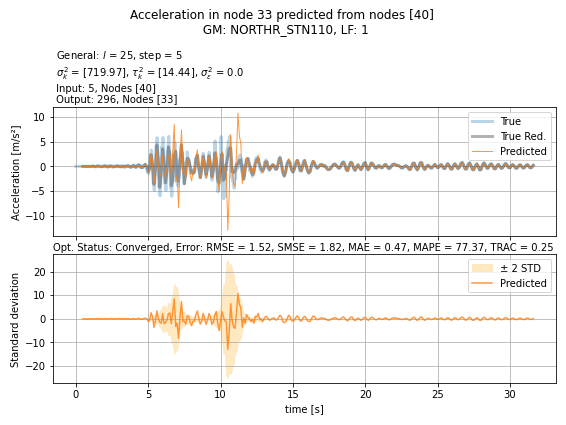 Acceleration in node 33 predicted from nodes [40]
GM: NORTHR_STN110, LF: 1
General: l = 25, step = 5
σ²ₖ = [719.97], τ²ₖ = [14.44], σ²ε = 0.0
Input: 5, Nodes [40]
Output: 296, Nodes [33]
10
5
0
−5
−10
Acceleration [m/s²]
True
True Red.
Predicted
Opt. Status: Converged, Error: RMSE = 1.52, SMSE = 1.82, MAE = 0.47, MAPE = 77.37, TRAC = 0.25
20
10
0
−10
−20
Standard deviation
± 2 STD
Predicted
0 5 10 15 20 25 30
time [s]